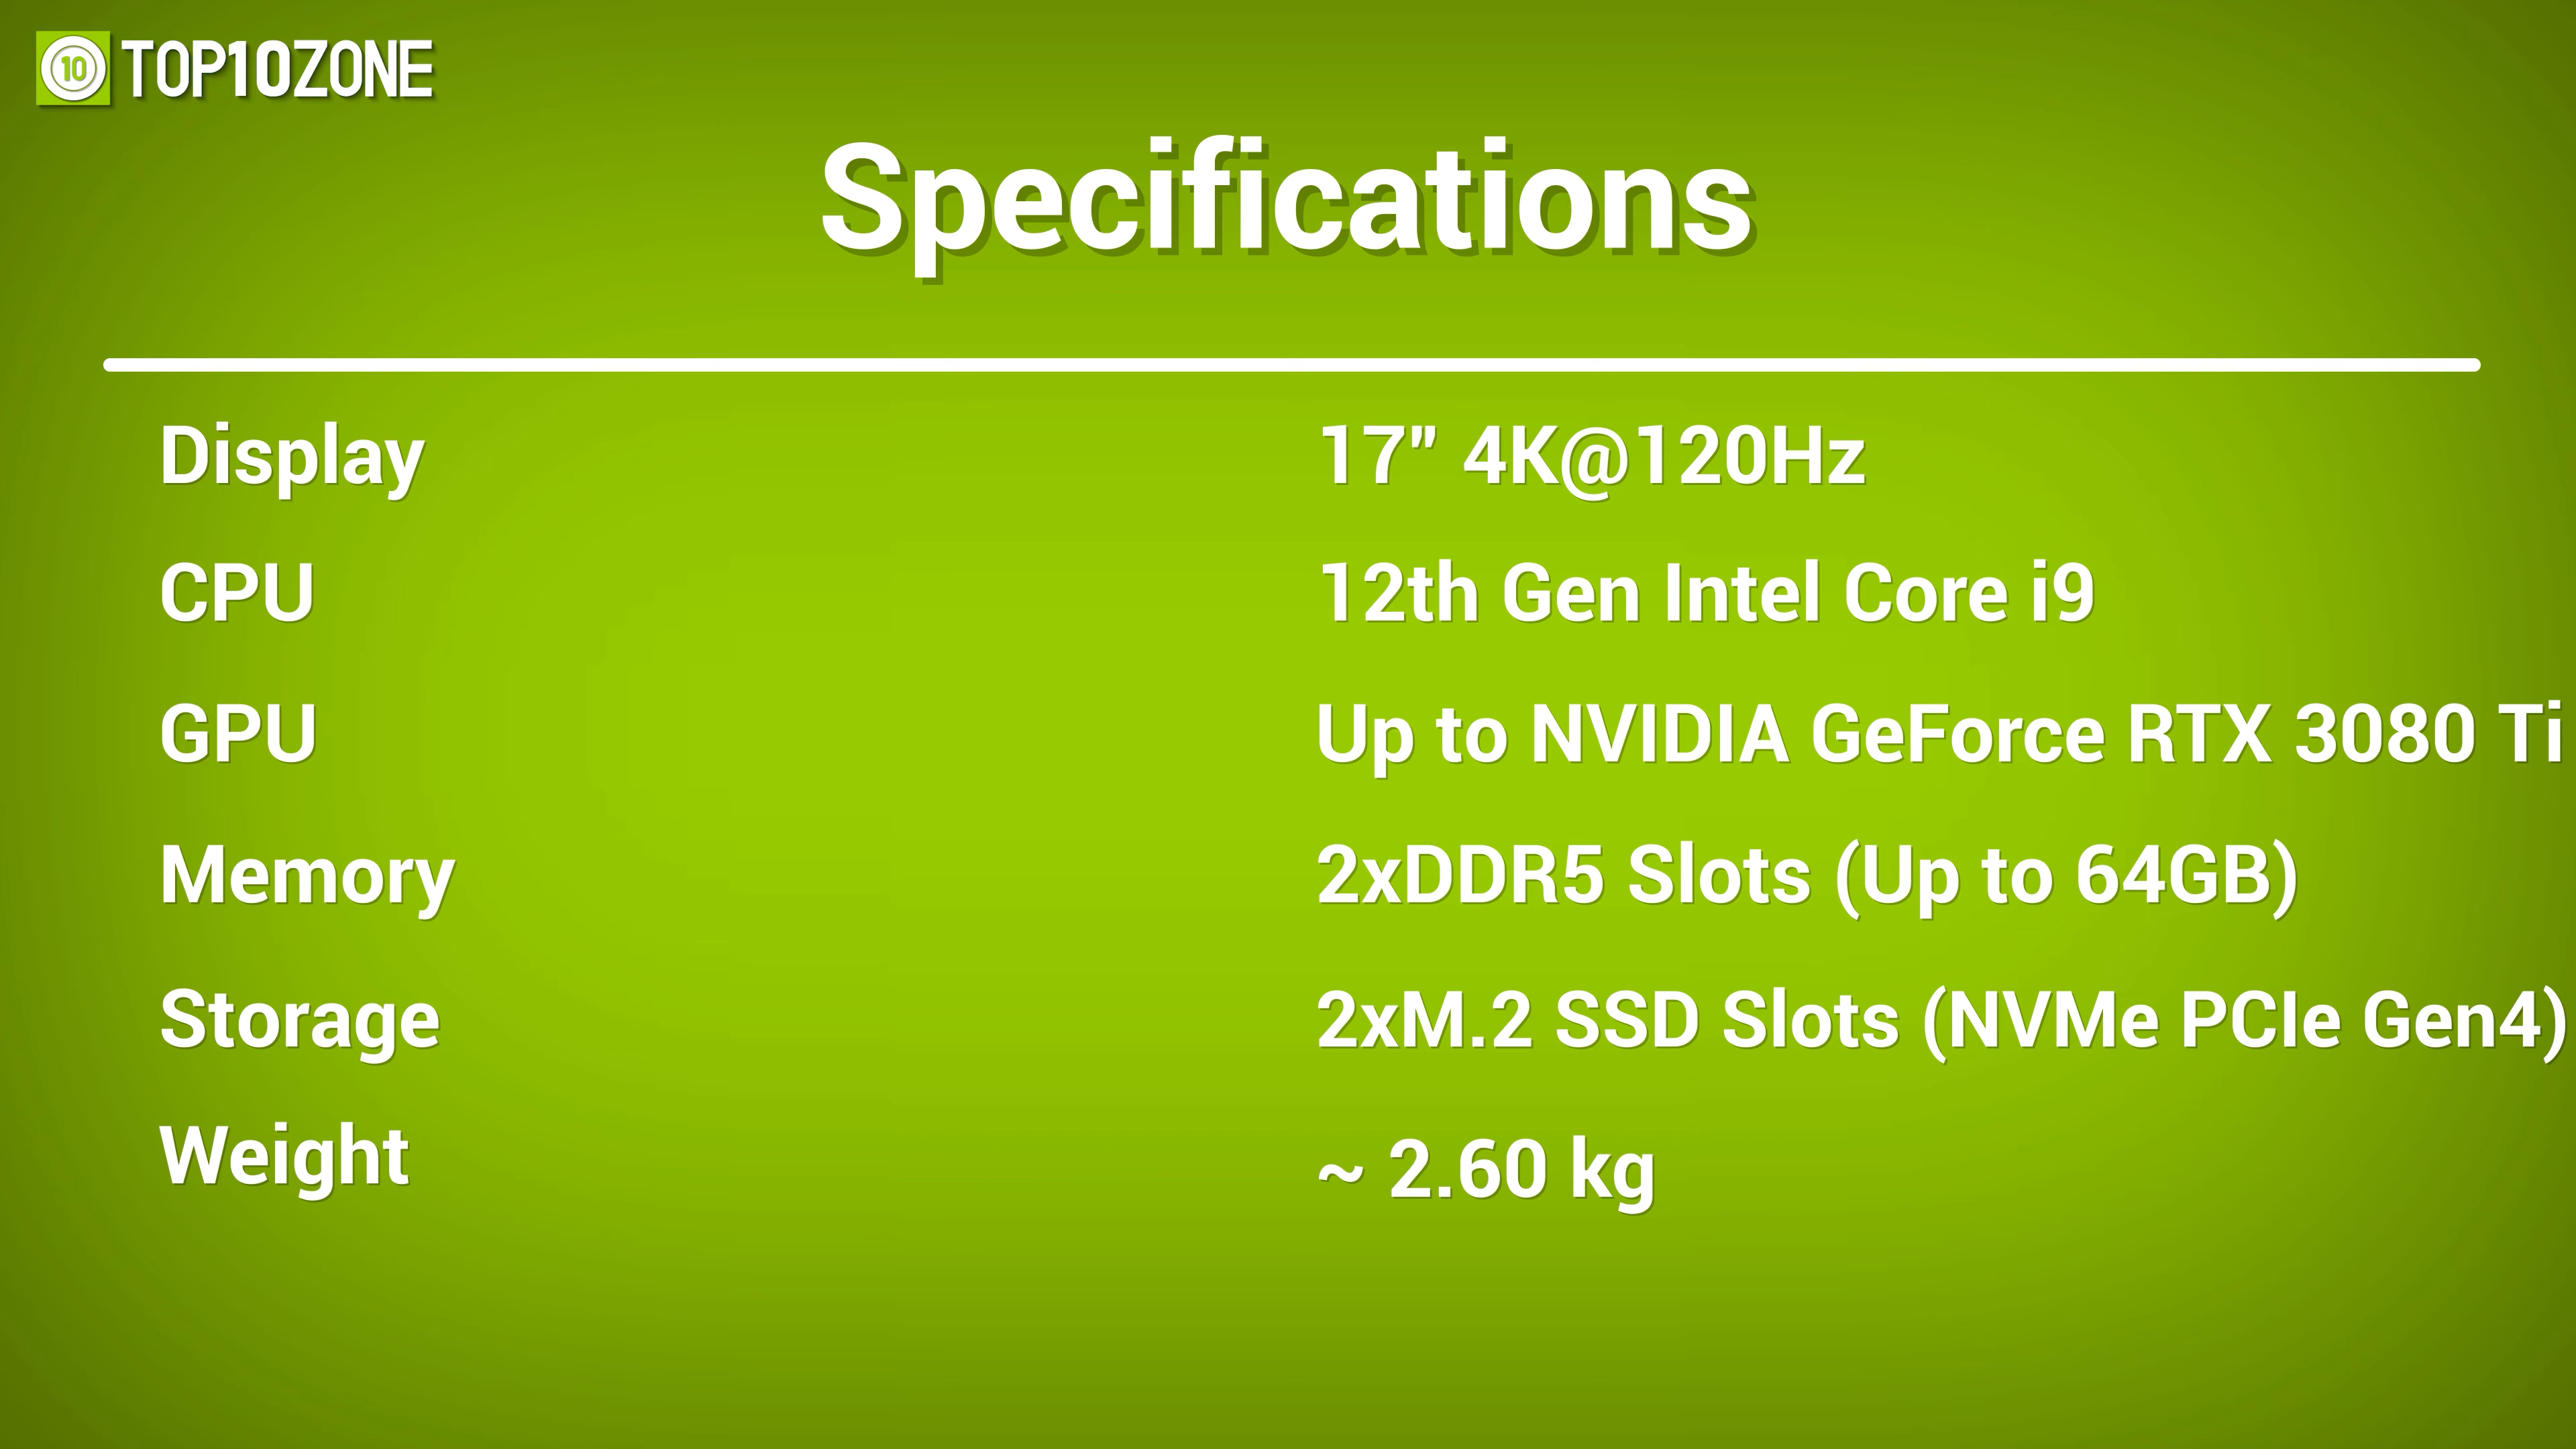 10 TOP10ZONE
Specifications
Display 17" 4K@120Hz
CPU 12th Gen Intel Core i9
GPU Up to NVIDIA GeForce RTX 3080 Ti
Memory 2xDDR5 Slots (Up to 64GB)
Storage 2xM.2 SSD Slots (NVMe PCIe Gen4)
Weight ~ 2.60 kg